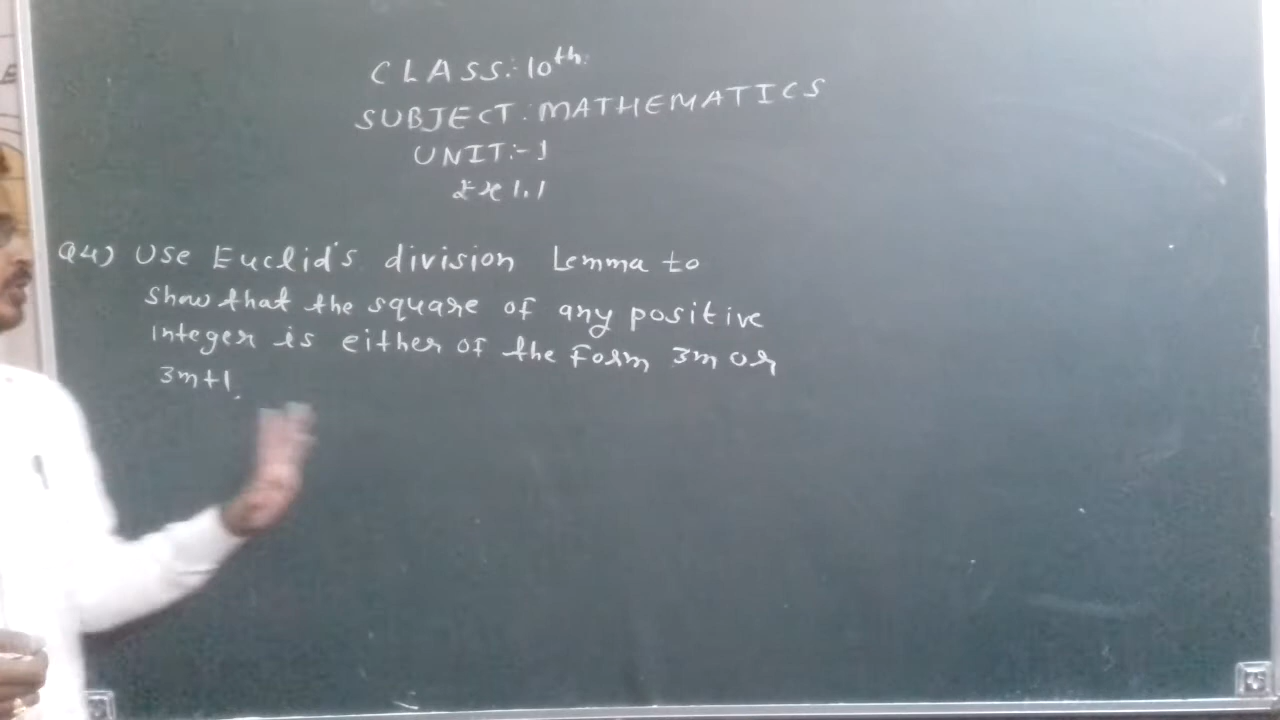 CLASS:- 10th
SUBJECT: MATHEMATICS
UNIT:- 1
Ex 1.1
Q4) Use Euclid's division Lemma to
show that the square of any positive
integer is either of the form 3m or
3m+1.